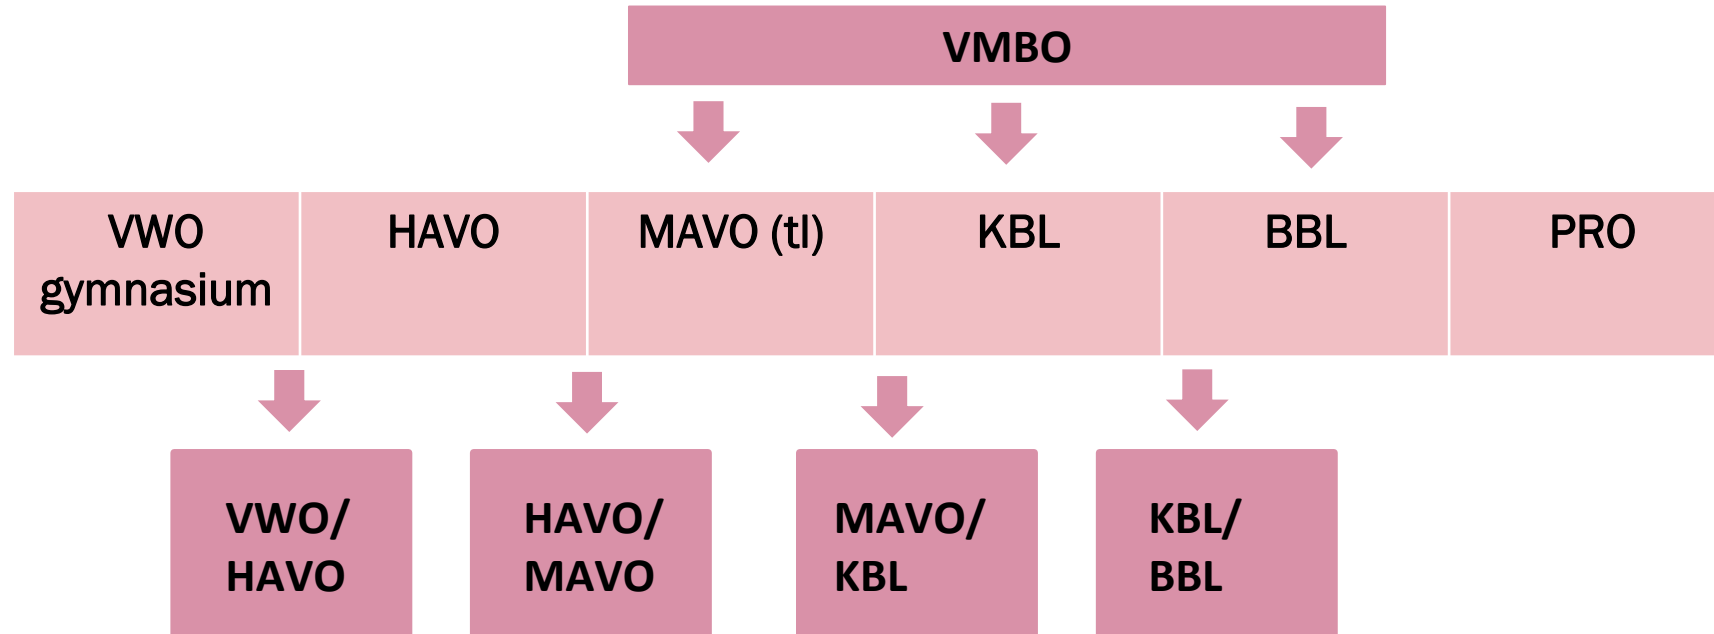 VMBO
VWO
gymnasium
HAVO
MAVO (tl)
KBL
BBL
PRO
VWO/
HAVO
HAVO/
MAVO
MAVO/
KBL
KBL/
BBL